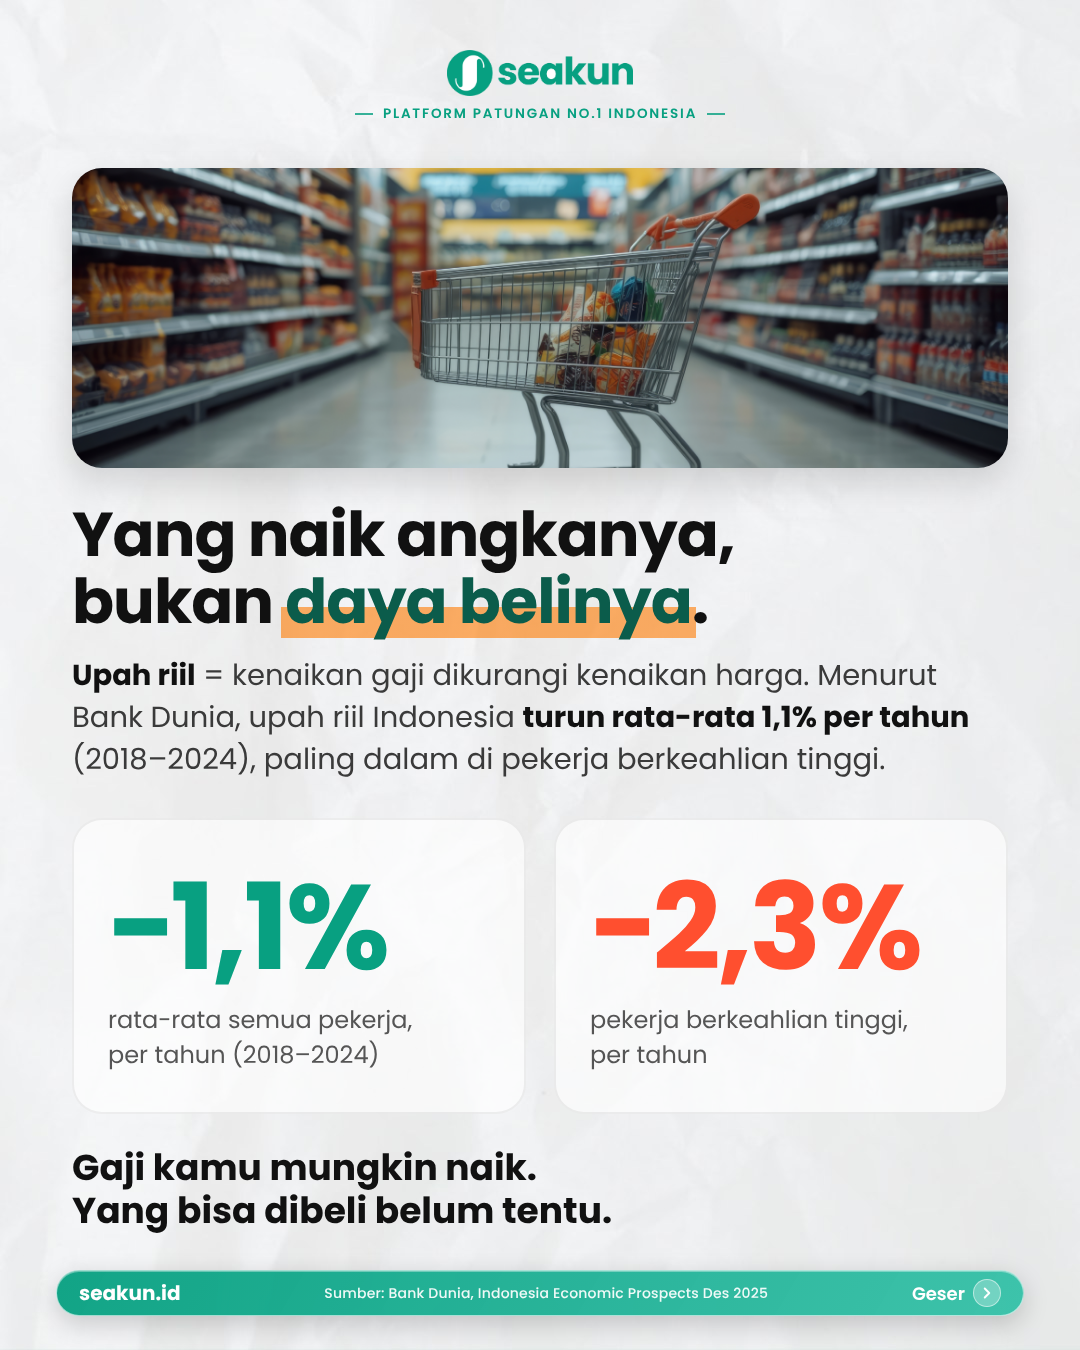 seakun
PLATFORM PATUNGAN NO.1 INDONESIA
Yang naik angkanya,
bukan daya belinya.
Upah riil = kenaikan gaji dikurangi kenaikan harga. Menurut
Bank Dunia, upah riil Indonesia turun rata-rata 1,1% per tahun
(2018–2024), paling dalam di pekerja berkeahlian tinggi.
-1,1%
rata-rata semua pekerja,
per tahun (2018–2024)
-2,3%
pekerja berkeahlian tinggi,
per tahun
Gaji kamu mungkin naik.
Yang bisa dibeli belum tentu.
seakun.id
Sumber: Bank Dunia, Indonesia Economic Prospects Des 2025
Geser